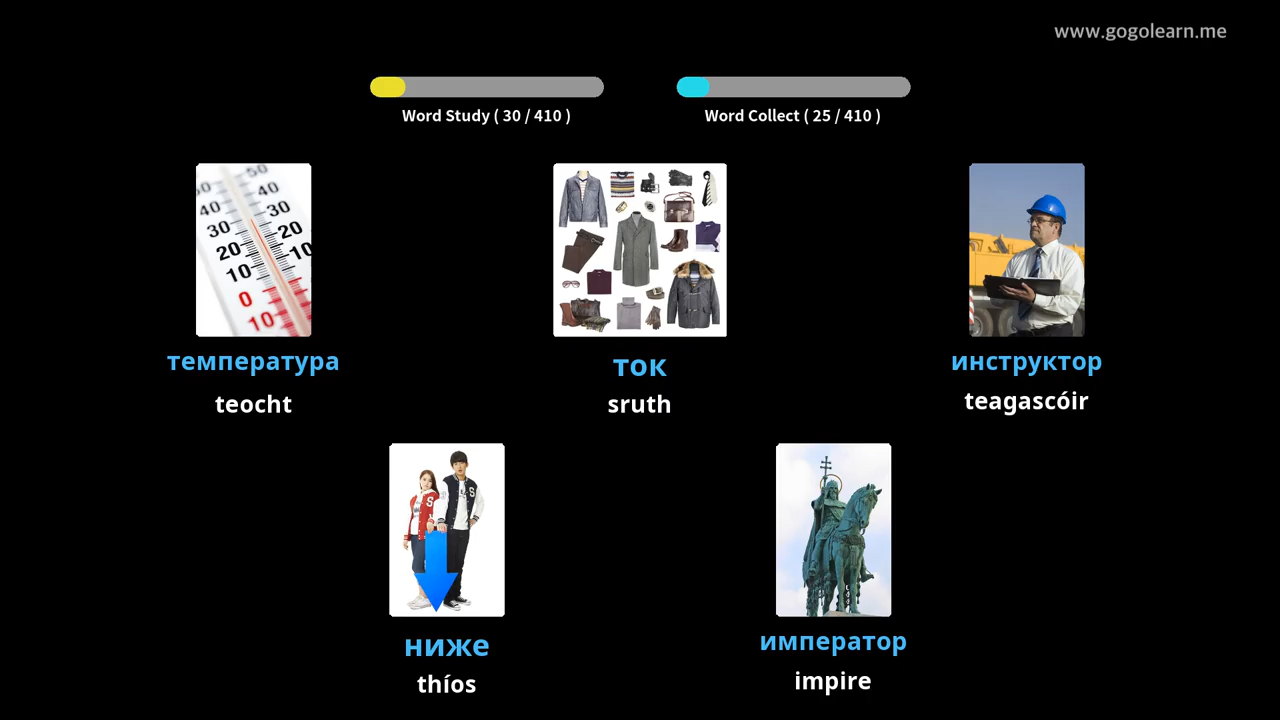 www.gogolearn.me
Word Study ( 30 / 410 )
Word Collect ( 25 / 410 )
температура
teocht
ток
sruth
инструктор
teagascóir
ниже
thíos
император
impire